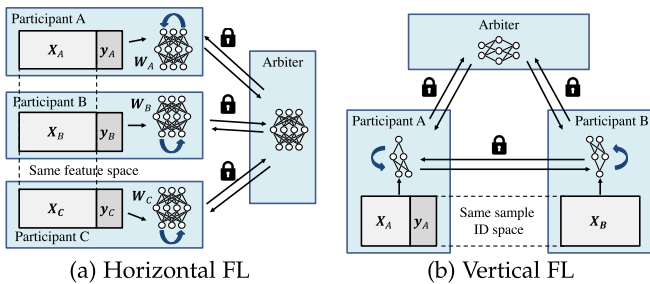 Participant A
X_A
y_A
W_A
Participant B
X_B
y_B
W_B
Same feature space
X_C
y_C
W_C
Participant C
Arbiter
(a) Horizontal FL
Arbiter
Participant A
Participant B
X_A
y_A
Same sample
ID space
X_B
(b) Vertical FL